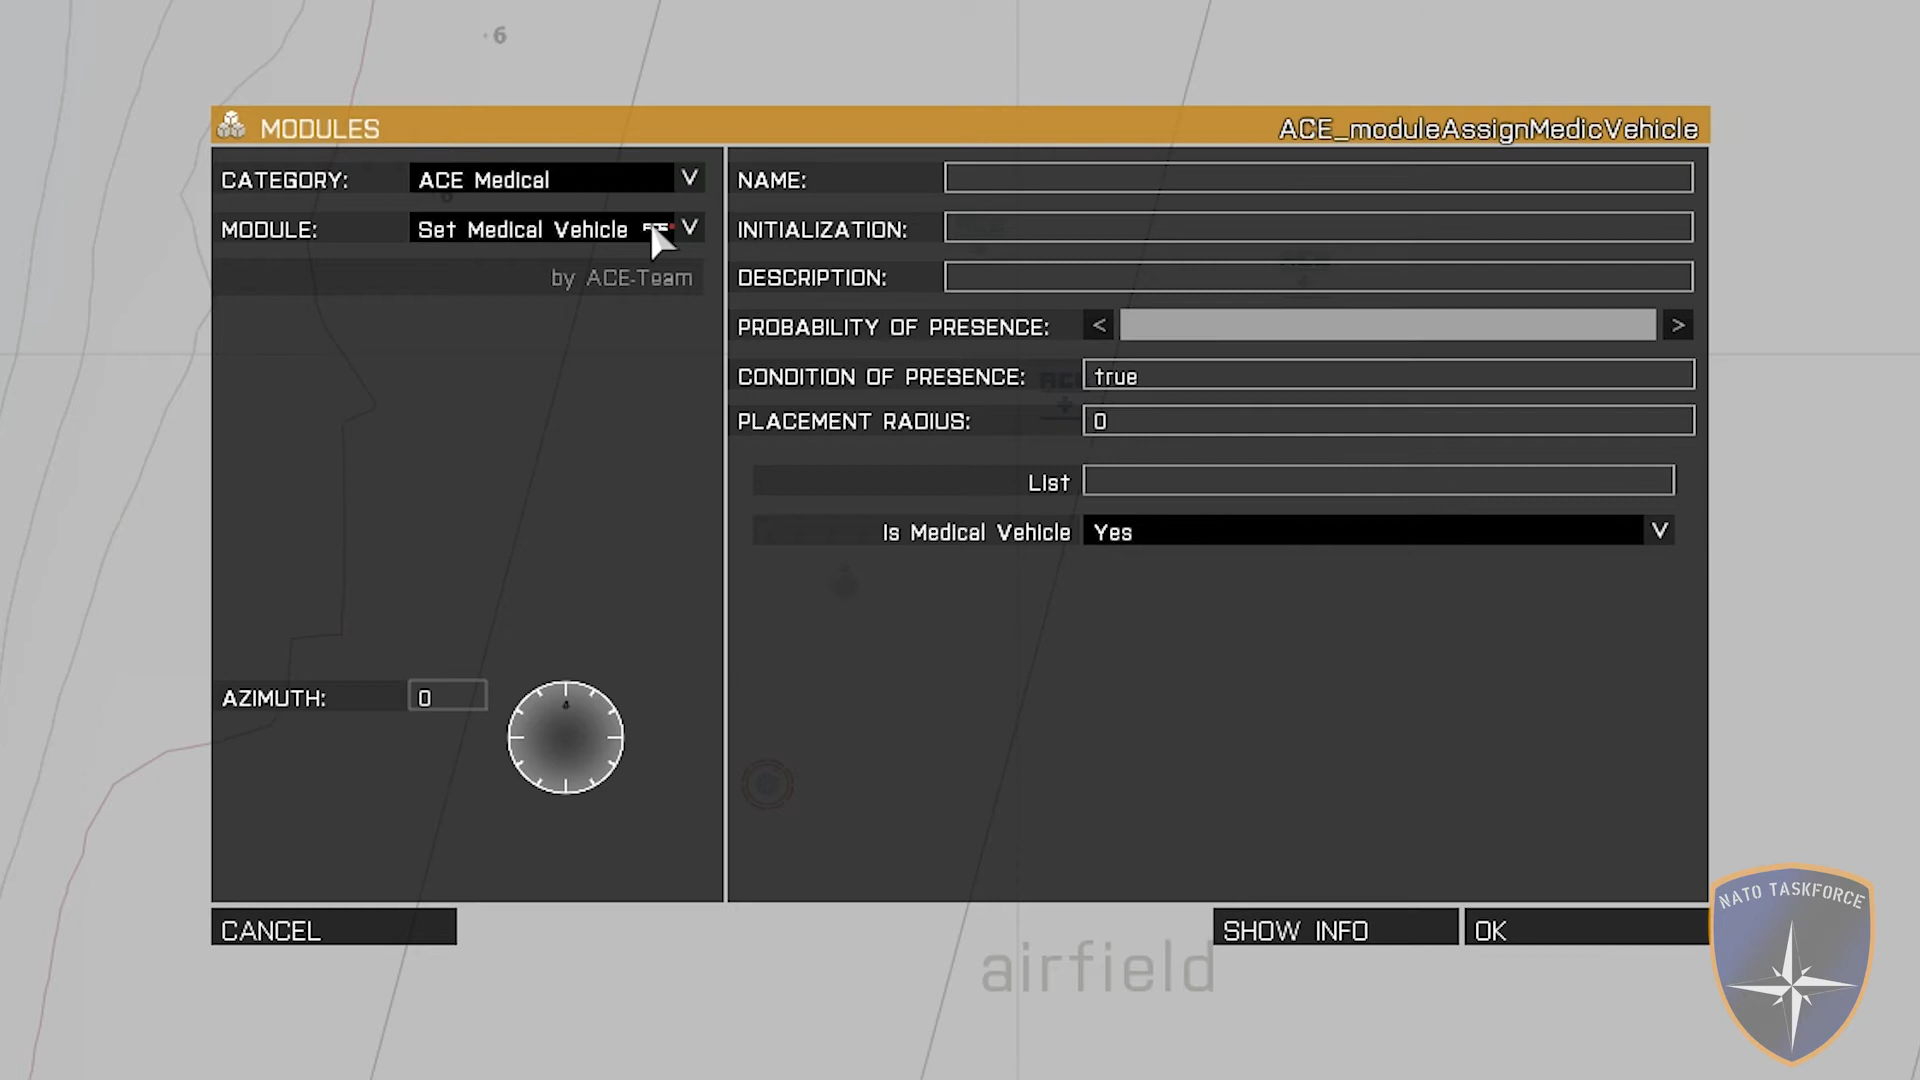 6
MODULES
ACE_moduleAssignMedicVehicle
CATEGORY:
ACE Medical
V
MODULE:
Set Medical Vehicle
V
by ACE-Team
AZIMUTH:
0
NAME:
INITIALIZATION:
DESCRIPTION:
PROBABILITY OF PRESENCE:
<
>
CONDITION OF PRESENCE:
true
PLACEMENT RADIUS:
0
List
Is Medical Vehicle
Yes
V
CANCEL
SHOW INFO
OK
airfield
NATO TASKFORCE